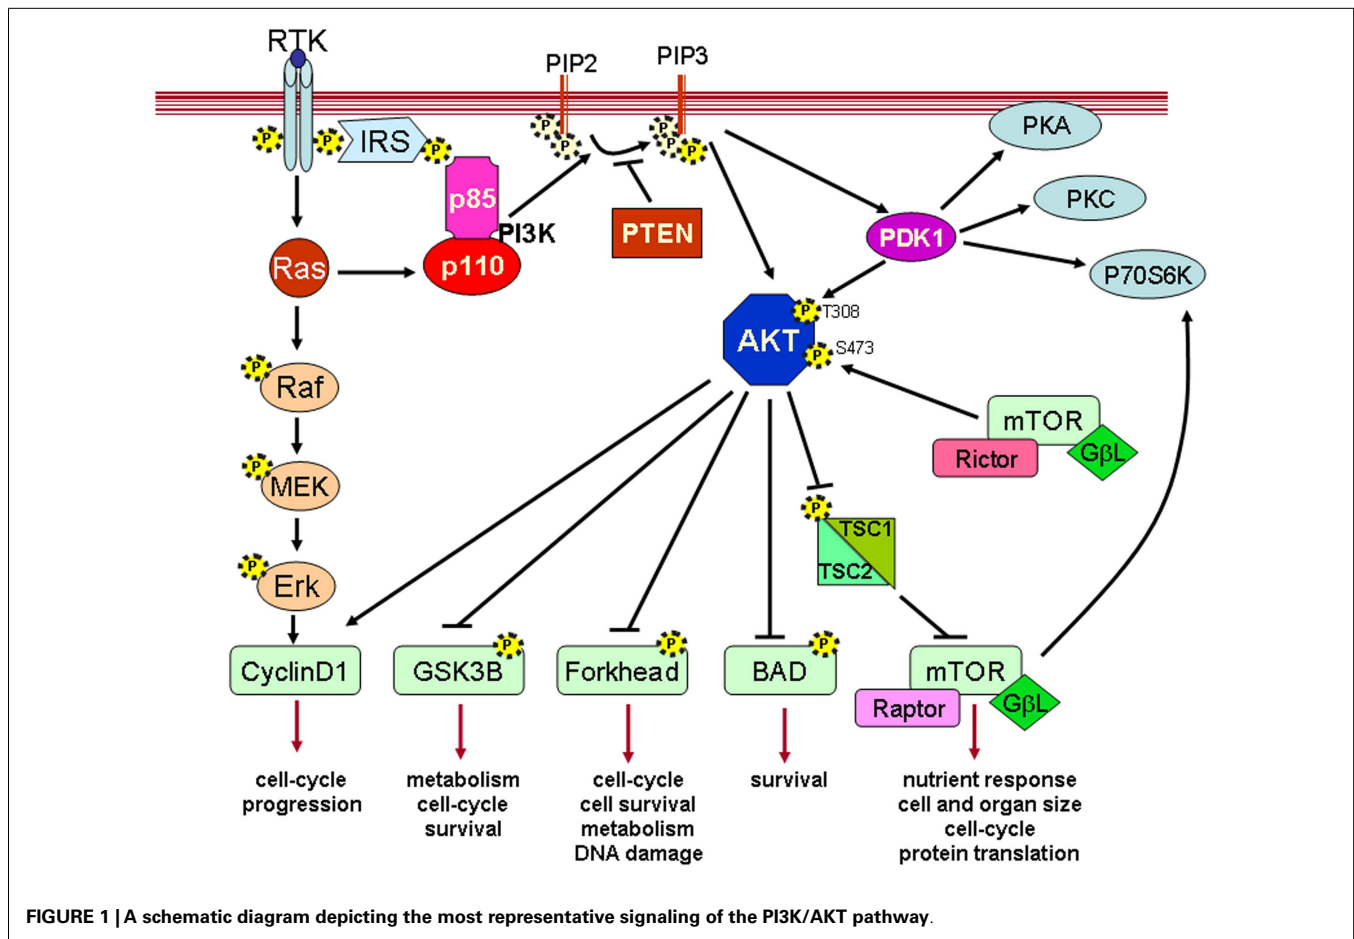 RTK
PIP2
PIP3
P
P
IRS
P
P
P
P
P
P
PKA
p85
PI3K
p110
PTEN
PDK1
PKC
P70S6K
Ras
AKT
P
T308
P
S473
P
Raf
mTOR
Rictor
GβL
P
MEK
P
TSC1
TSC2
P
Erk
CyclinD1
GSK3B
P
Forkhead
P
BAD
P
mTOR
Raptor
GβL
cell-cycle
progression
metabolism
cell-cycle
survival
cell-cycle
cell survival
metabolism
DNA damage
survival
nutrient response
cell and organ size
cell-cycle
protein translation
FIGURE 1 | A schematic diagram depicting the most representative signaling of the PI3K/AKT pathway.